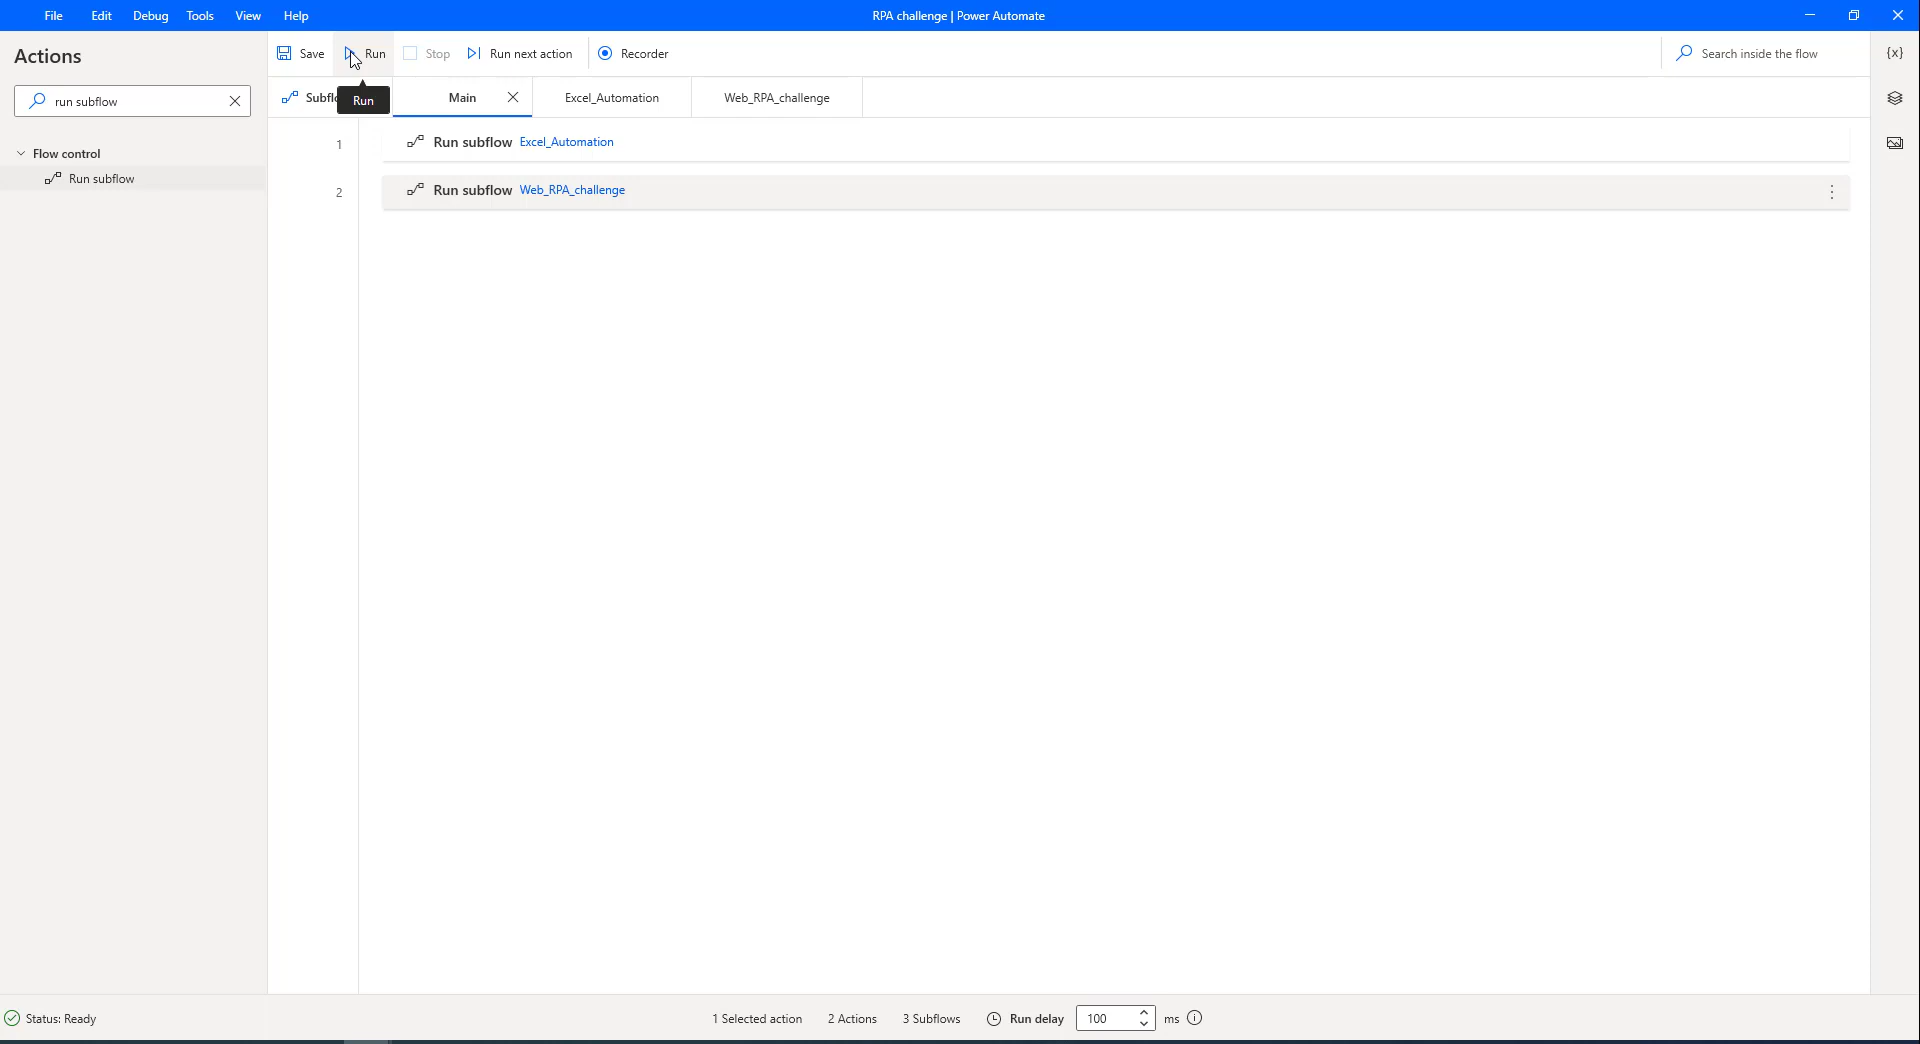 File Edit Debug Tools View Help
RPA challenge | Power Automate
Actions
Save Run Stop Run next action Recorder
Search inside the flow
{x}
run subflow
Run
Main Excel_Automation Web_RPA_challenge
Flow control
Run subflow
1 Run subflow Excel_Automation
2 Run subflow Web_RPA_challenge
Status: Ready
1 Selected action 2 Actions 3 Subflows Run delay 100 ms